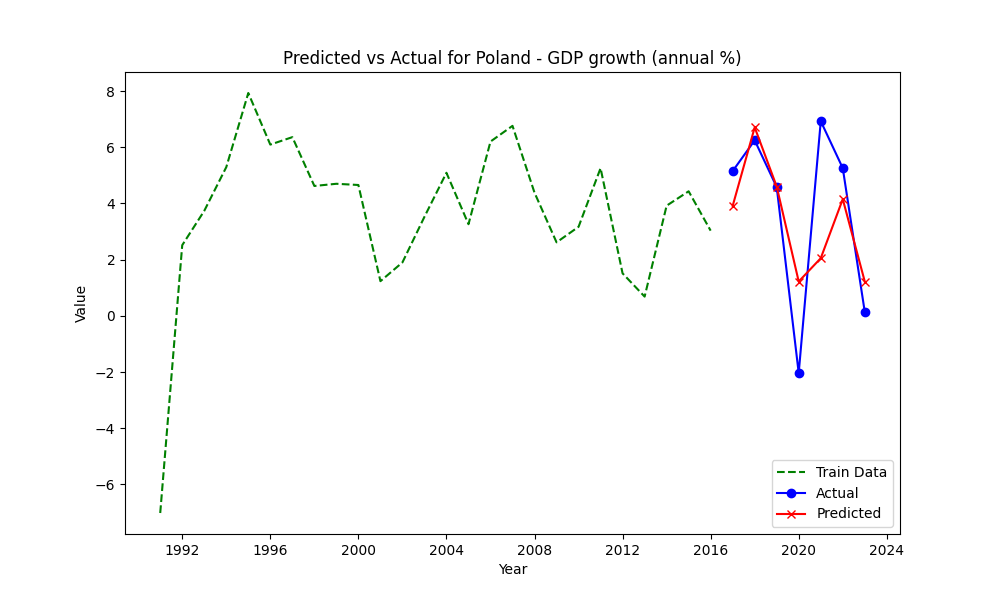 Predicted vs Actual for Poland - GDP growth (annual %)
Value
8
6
4
2
0
−2
−4
−6
Train Data
Actual
Predicted
1992 1996 2000 2004 2008 2012 2016 2020 2024
Year